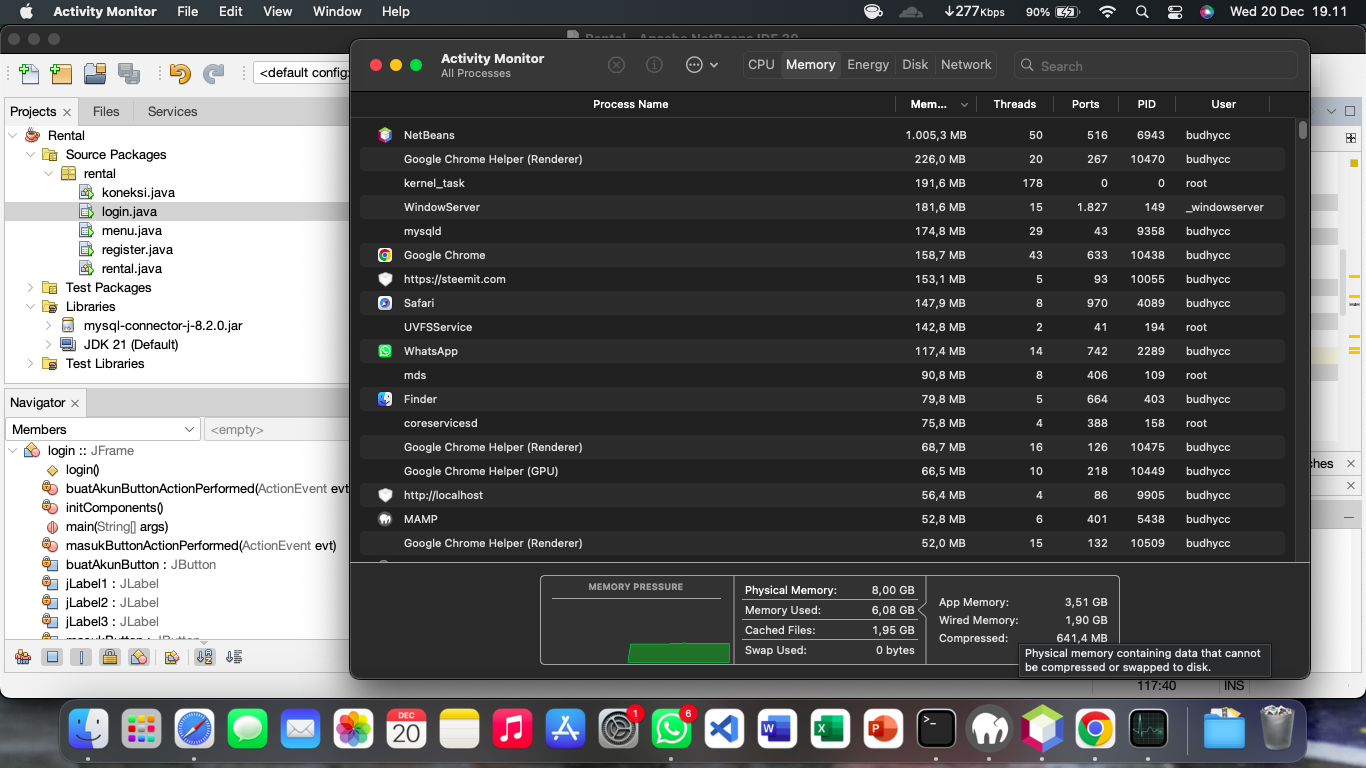 Activity Monitor File Edit View Window Help 277Kbps 90% Wed 20 Dec 19.11
Rental - Apache NetBeans IDE 20
<default config>
Projects Files Services
Rental
Source Packages
rental
koneksi.java
login.java
menu.java
register.java
rental.java
Test Packages
Libraries
mysql-connector-j-8.2.0.jar
JDK 21 (Default)
Test Libraries
Navigator
Members <empty>
login :: JFrame
login()
buatAkunButtonActionPerformed(ActionEvent evt
initComponents()
main(String[] args)
masukButtonActionPerformed(ActionEvent evt)
buatAkunButton : JButton
jLabel1 : JLabel
jLabel2 : JLabel
jLabel3 : JLabel
masukButton : JButton
Activity Monitor
All Processes
CPU Memory Energy Disk Network Search
Process Name Mem... Threads Ports PID User
NetBeans 1.005,3 MB 50 516 6943 budhycc
Google Chrome Helper (Renderer) 226,0 MB 20 267 10470 budhycc
kernel_task 191,6 MB 178 0 0 root
WindowServer 181,6 MB 15 1.827 149 _windowserver
mysqld 174,8 MB 29 43 9358 budhycc
Google Chrome 158,7 MB 43 633 10438 budhycc
https://steemit.com 153,1 MB 5 93 10055 budhycc
Safari 147,9 MB 8 970 4089 budhycc
UVFSService 142,8 MB 2 41 194 root
WhatsApp 117,4 MB 14 742 2289 budhycc
mds 90,8 MB 8 406 109 root
Finder 79,8 MB 5 664 403 budhycc
coreservicesd 75,8 MB 4 388 158 root
Google Chrome Helper (Renderer) 68,7 MB 16 126 10475 budhycc
Google Chrome Helper (GPU) 66,5 MB 10 218 10449 budhycc
http://localhost 56,4 MB 4 86 9905 budhycc
MAMP 52,8 MB 6 401 5438 budhycc
Google Chrome Helper (Renderer) 52,0 MB 15 132 10509 budhycc
MEMORY PRESSURE
Physical Memory: 8,00 GB
Memory Used: 6,08 GB
Cached Files: 1,95 GB
Swap Used: 0 bytes
App Memory: 3,51 GB
Wired Memory: 1,90 GB
Compressed: 641,4 MB
Physical memory containing data that cannot
be compressed or swapped to disk.
ches
117:40 INS
DEC
20
1
6